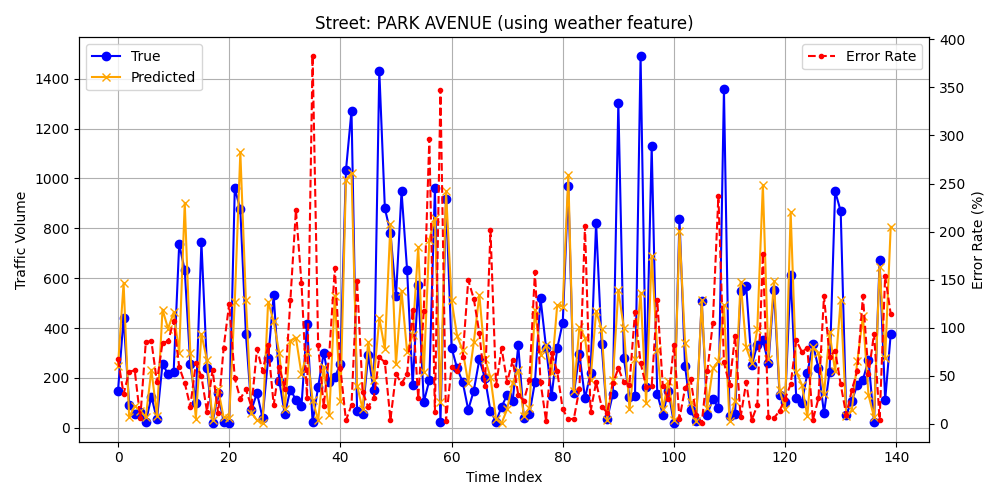 Street: PARK AVENUE (using weather feature)
True
Predicted
Error Rate
Traffic Volume
1400
1200
1000
800
600
400
200
0
400
350
300
250
200
150
100
50
0
Error Rate (%)
0 20 40 60 80 100 120 140
Time Index